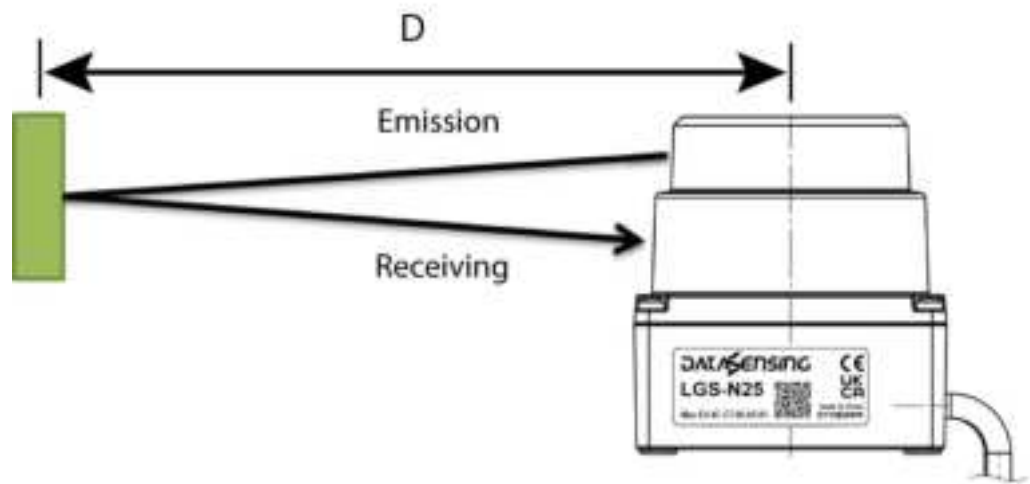 D
Emission
Receiving
DATASENSING
CE
LGS-N25
UK
CA